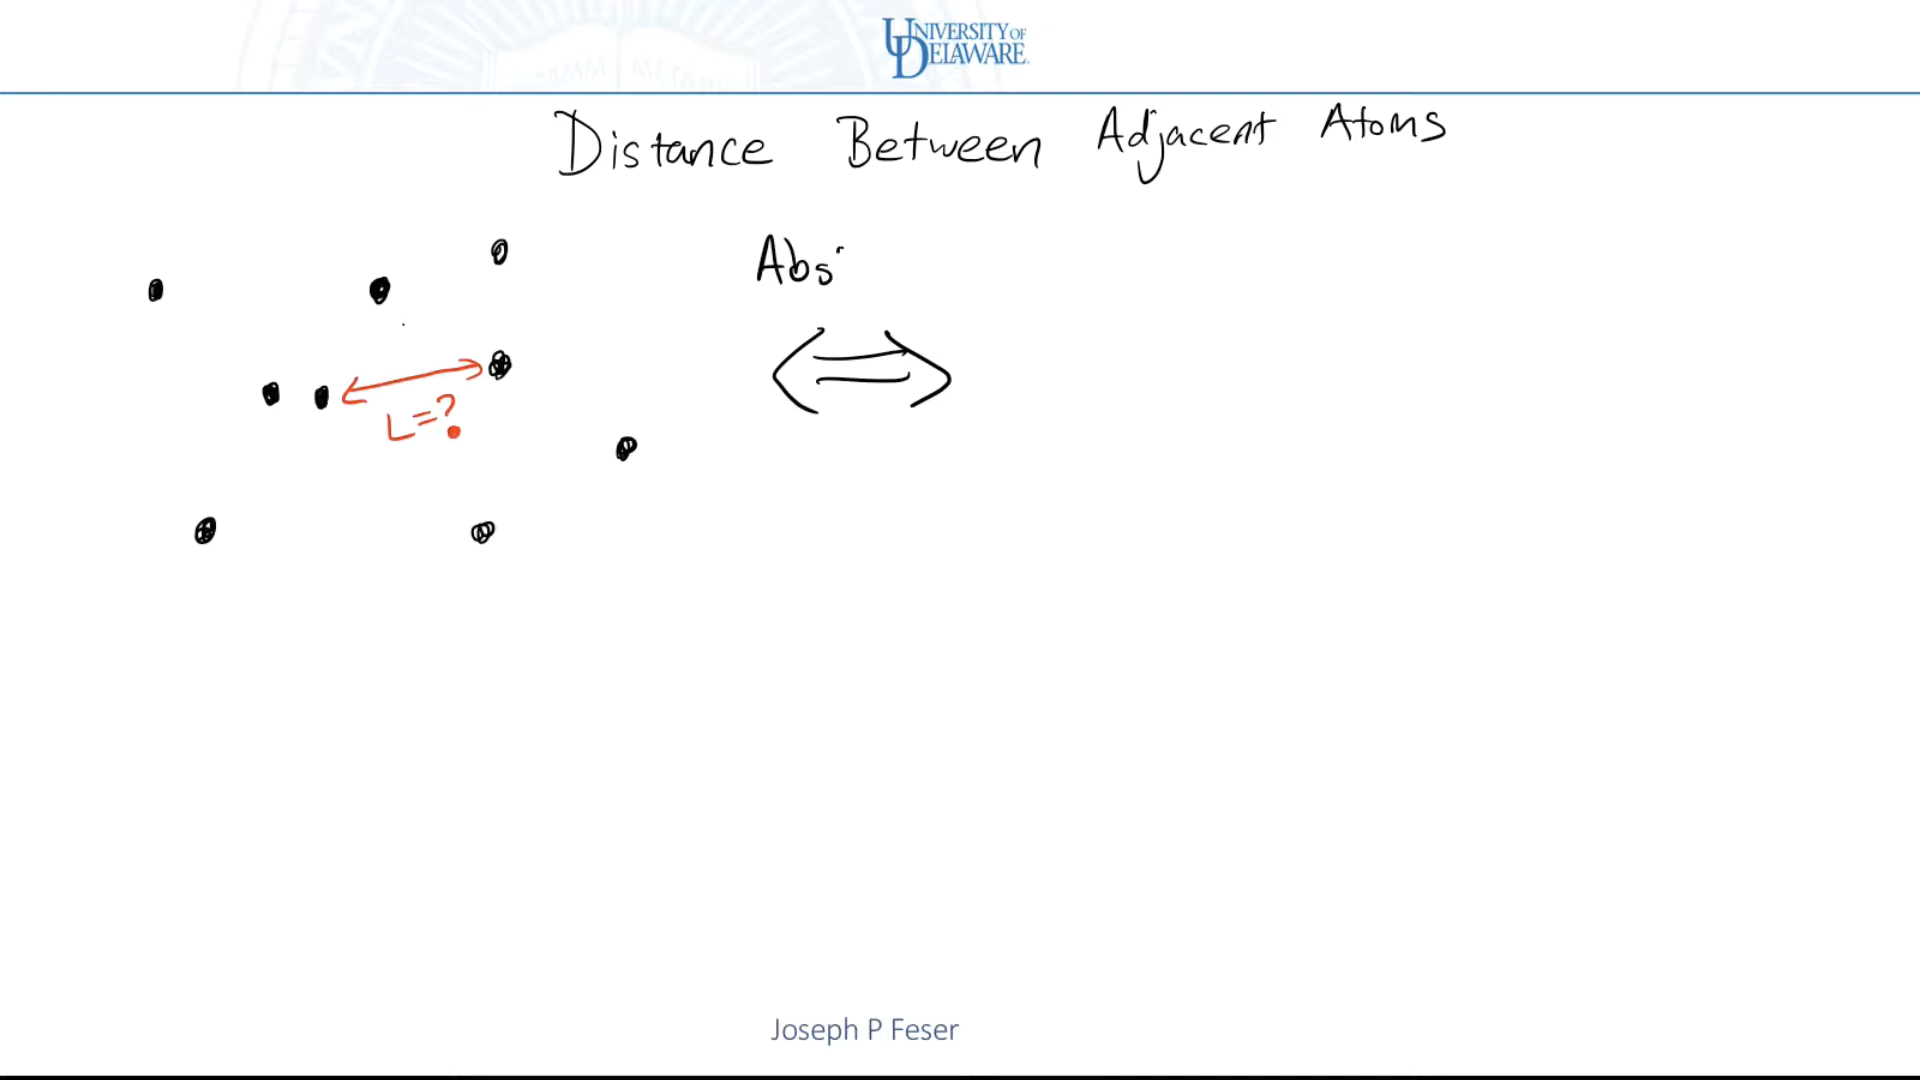 UNIVERSITY OF
DELAWARE
Distance Between Adjacent Atoms
Abs
L=?
Joseph P Feser